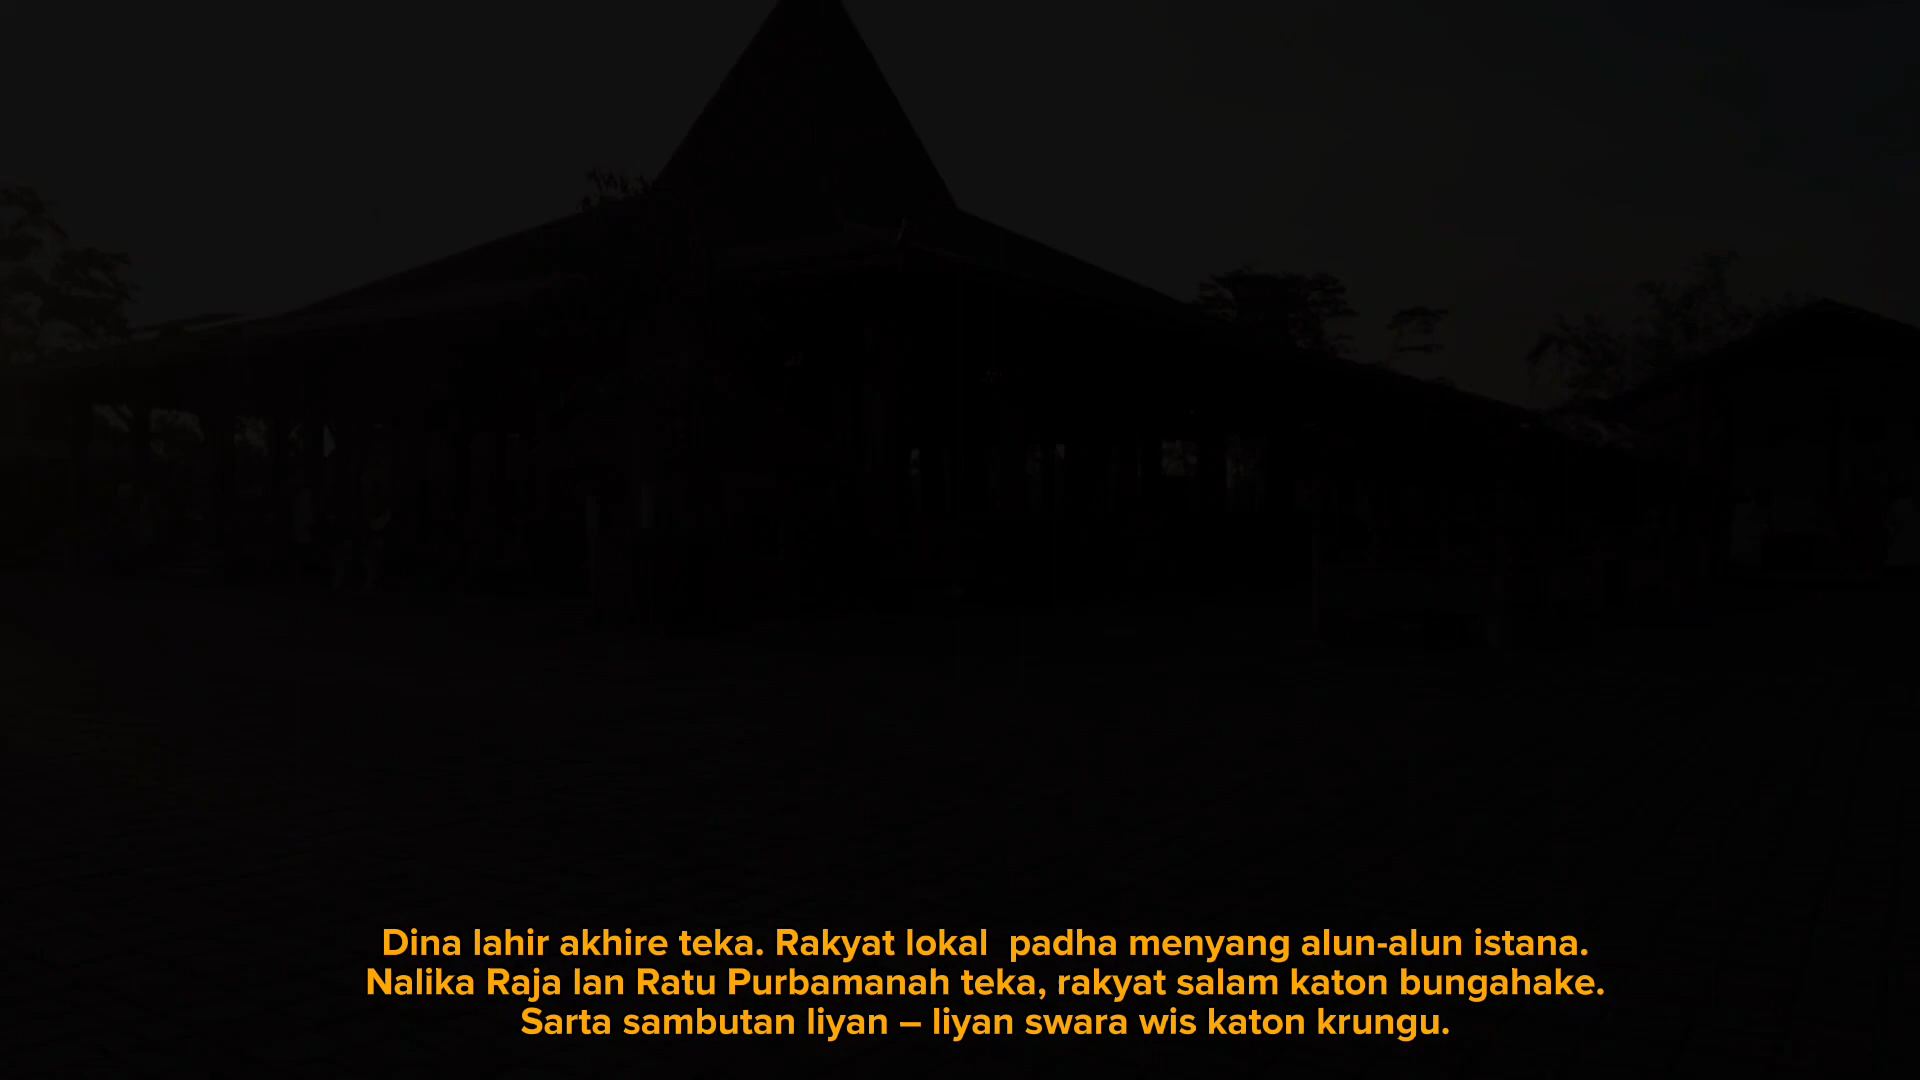 Dina lahir akhire teka. Rakyat lokal  padha menyang alun-alun istana.
Nalika Raja lan Ratu Purbamanah teka, rakyat salam katon bungahake.
Sarta sambutan liyan – liyan swara wis katon krungu.